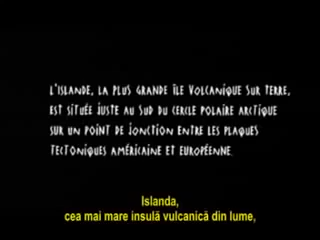 L'ISLANDE, LA PLUS GRANDE ÎLE VOLCANIQUE SUR TERRE,
EST SITUÉE JUSTE AU SUD DU CERCLE POLAIRE ARCTIQUE
SUR UN POINT DE JONCTION ENTRE LES PLAQUES
TECTONIQUES AMÉRICAINE ET EUROPÉENNE.
Islanda,
cea mai mare insulă vulcanică din lume,